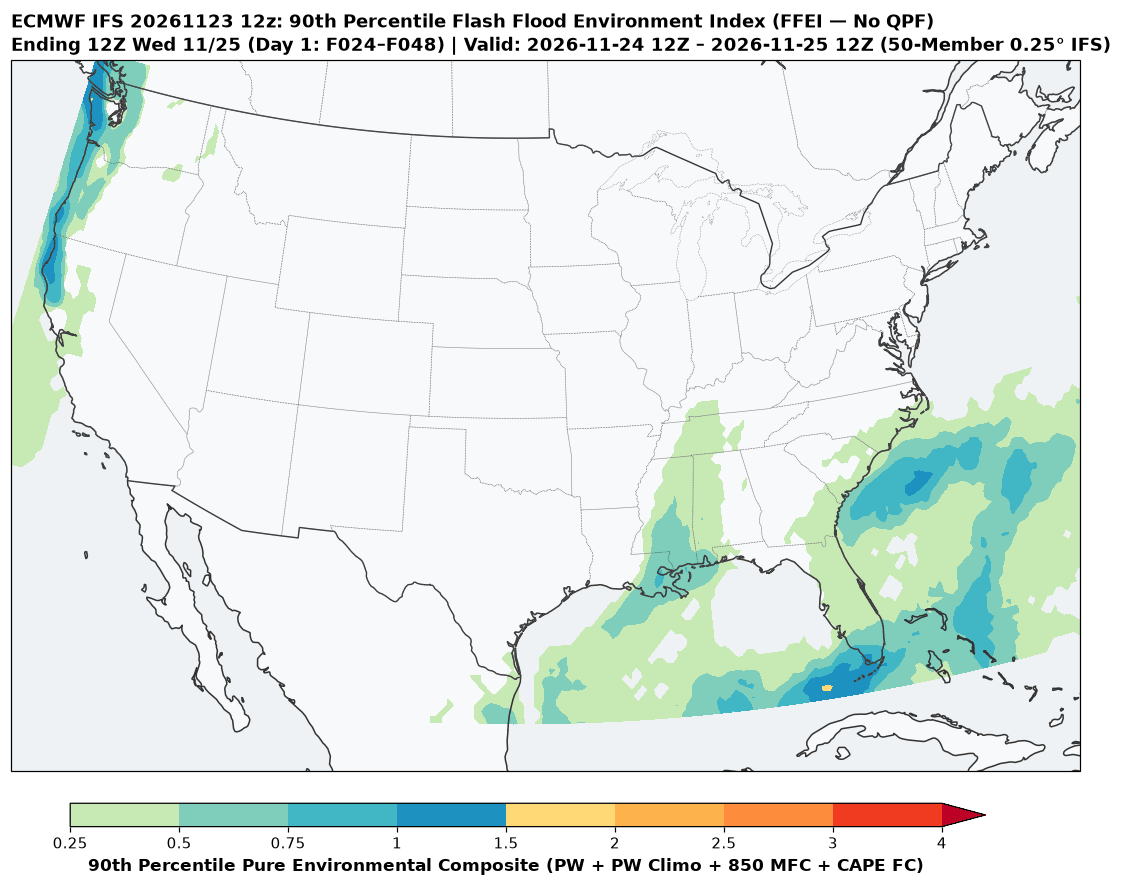 ECMWF IFS 20261123 12z: 90th Percentile Flash Flood Environment Index (FFEI — No QPF)
Ending 12Z Wed 11/25 (Day 1: F024–F048) | Valid: 2026-11-24 12Z – 2026-11-25 12Z (50-Member 0.25° IFS)
0.25 0.5 0.75 1 1.5 2 2.5 3 4
90th Percentile Pure Environmental Composite (PW + PW Climo + 850 MFC + CAPE FC)